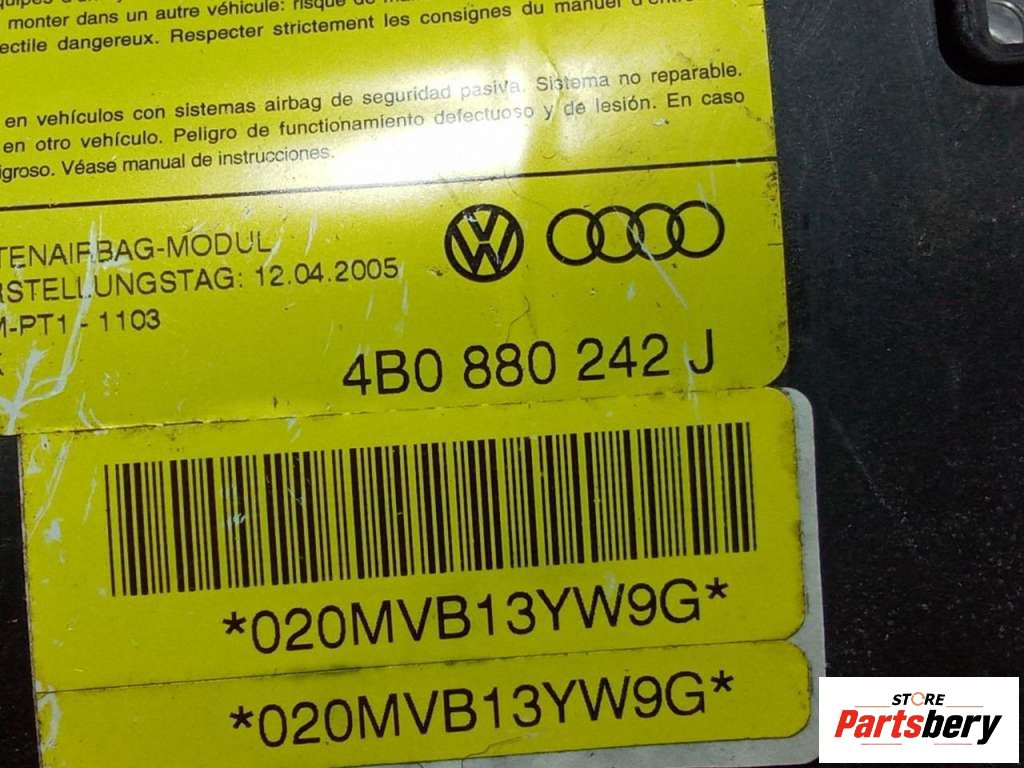 monter dans un autre véhicule: risque de
ectile dangereux. Respecter strictement les consignes du manuel d'entre
en vehículos con sistemas airbag de seguridad pasiva. Sistema no reparable.
en otro vehículo. Peligro de funcionamiento defectuoso y de lesión. En caso
igroso. Véase manual de instrucciones.
TENAIRBAG-MODUL
RSTELLUNGSTAG: 12.04.2005
M-PT1 - 1103
4B0 880 242 J
*020MVB13YW9G*
*020MVB13YW9G*
STORE
Partsbery